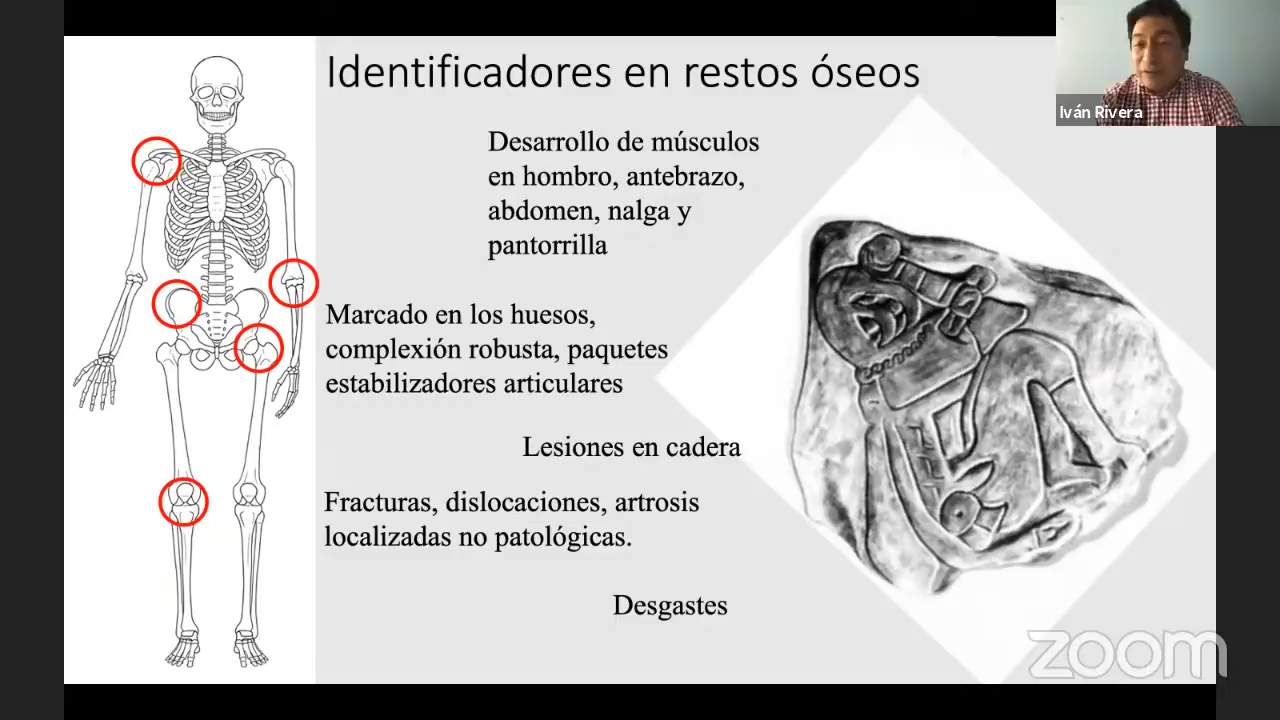 Identificadores en restos óseos
Iván Rivera
Desarrollo de músculos
en hombro, antebrazo,
abdomen, nalga y
pantorrilla
Marcado en los huesos,
complexión robusta, paquetes
estabilizadores articulares
Lesiones en cadera
Fracturas, dislocaciones, artrosis
localizadas no patológicas.
Desgastes
zoom